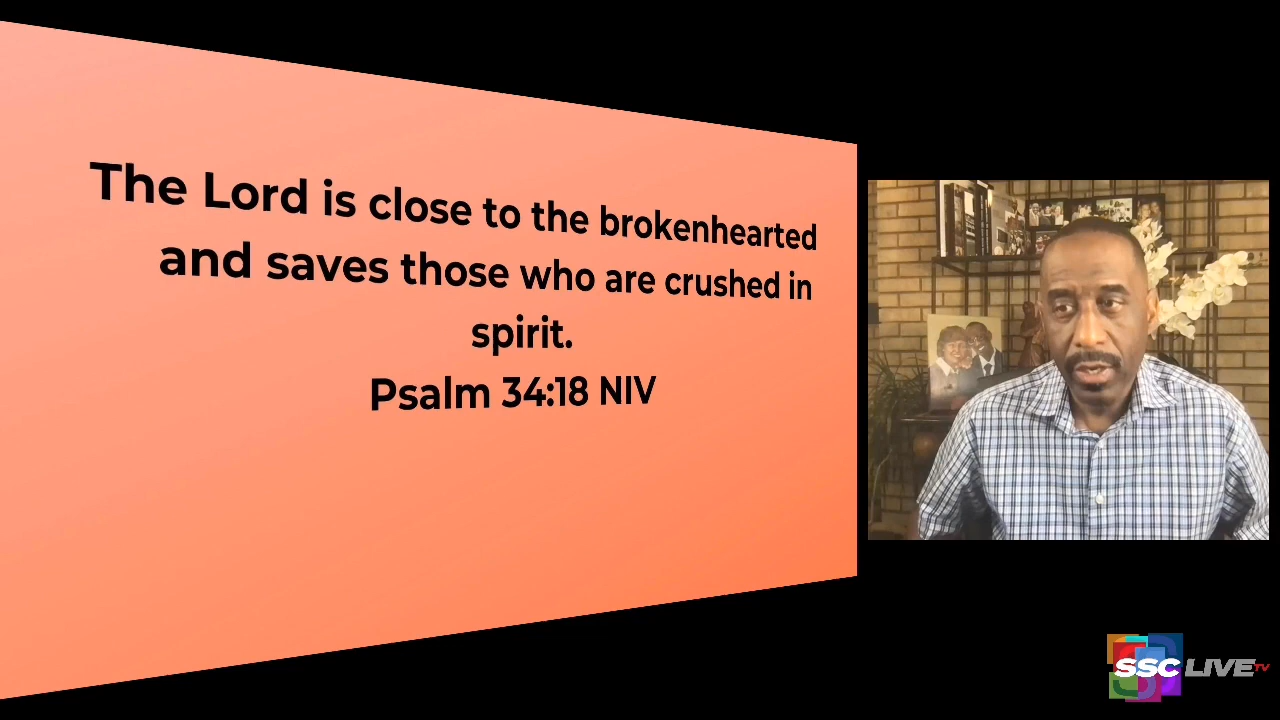 The Lord is close to the brokenhearted
and saves those who are crushed in
spirit.
Psalm 34:18 NIV
SSC LIVE TV